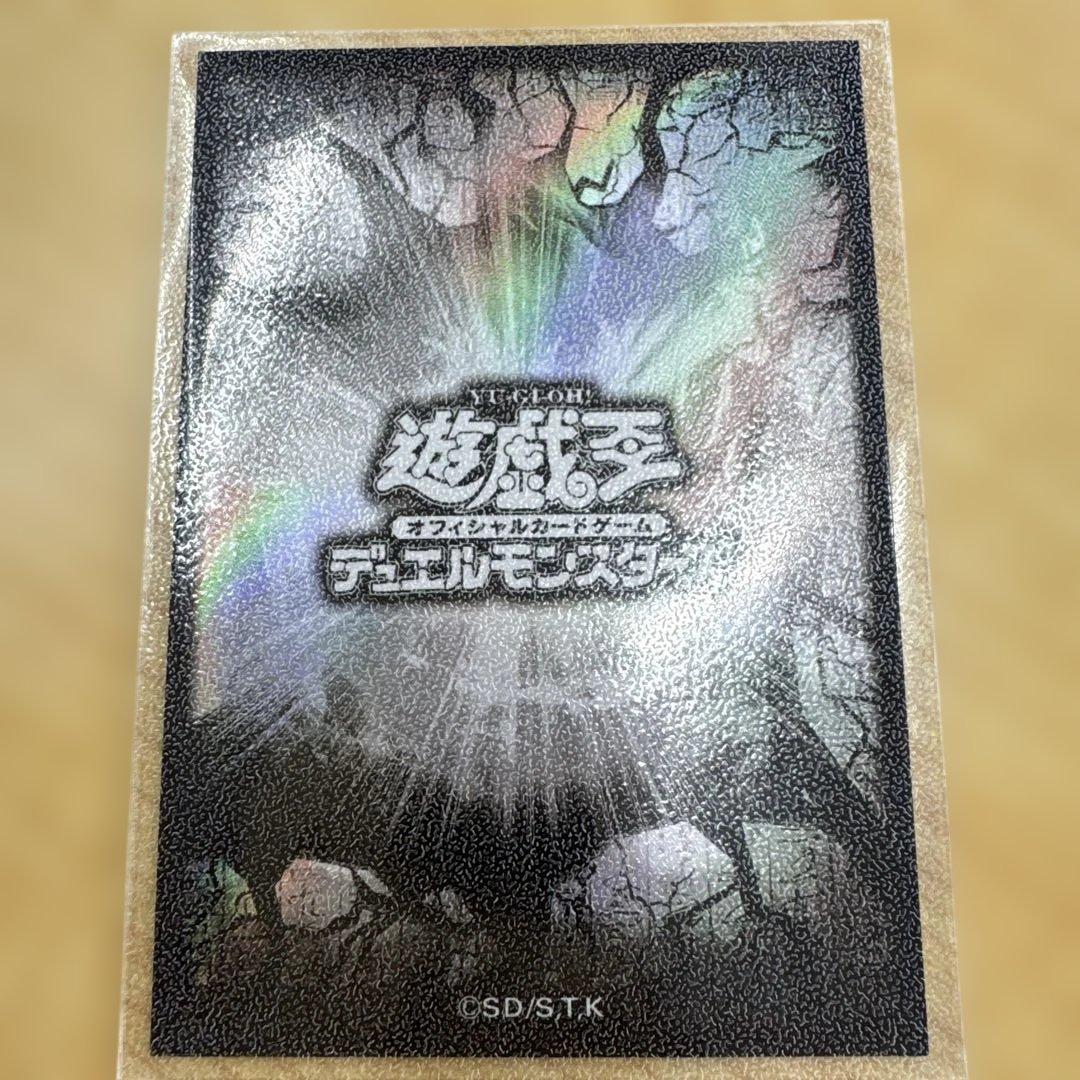 YU-GI-OH!
遊戯王
オフィシャルカードゲーム
デュエルモンスター
©SD/S,T,K